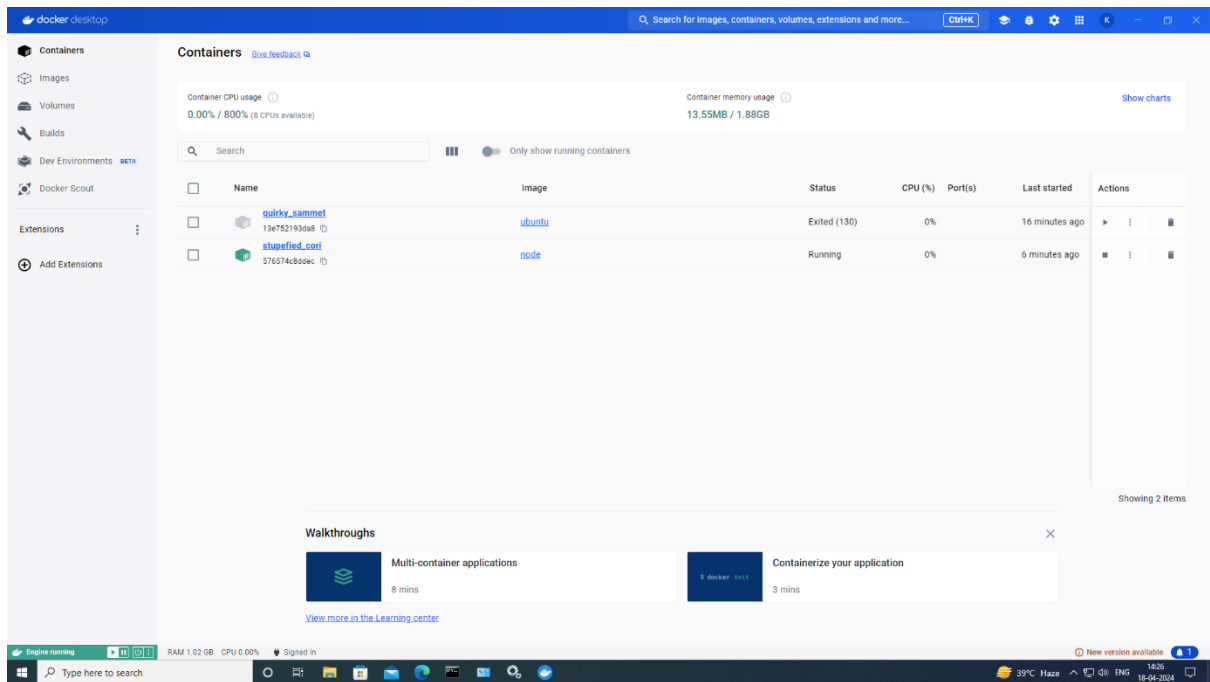 docker desktop
Search for images, containers, volumes, extensions and more...
Ctrl+K
K
Containers
Images
Volumes
Builds
Dev Environments BETA
Docker Scout
Extensions
Add Extensions
Containers Give feedback
Container CPU usage
0.00% / 800% (8 CPUs available)
Container memory usage
13.55MB / 1.88GB
Show charts
Search
Only show running containers
Name Image Status CPU (%) Port(s) Last started Actions
quirky_sammet ubuntu Exited (130) 0% 16 minutes ago
13e752193da8
stupefied_cori node Running 0% 6 minutes ago
576574c8ddec
Showing 2 items
Walkthroughs
Multi-container applications
8 mins
$ docker init
Containerize your application
3 mins
View more in the Learning center
Engine running
RAM 1.02 GB CPU 0.00% Signed in
New version available 1
Type here to search
39°C Haze
ENG
14:26
18-04-2024